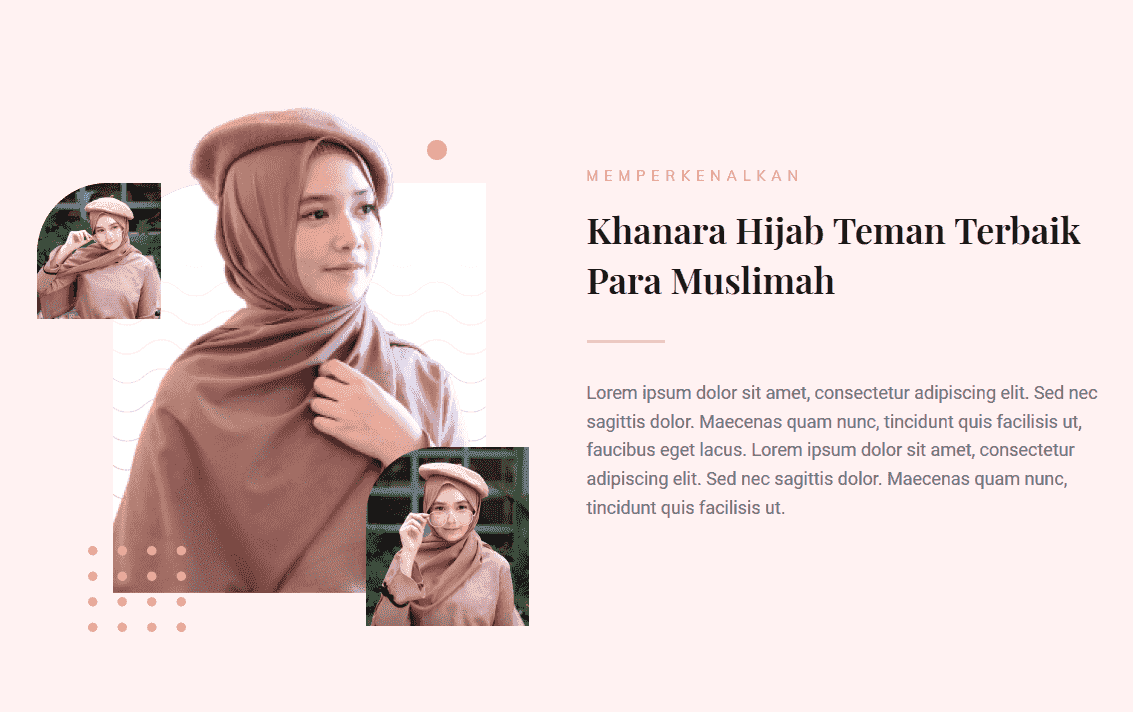 MEMPERKENALKAN
Khanara Hijab Teman Terbaik
Para Muslimah
Lorem ipsum dolor sit amet, consectetur adipiscing elit. Sed nec
sagittis dolor. Maecenas quam nunc, tincidunt quis facilisis ut,
faucibus eget lacus. Lorem ipsum dolor sit amet, consectetur
adipiscing elit. Sed nec sagittis dolor. Maecenas quam nunc,
tincidunt quis facilisis ut.